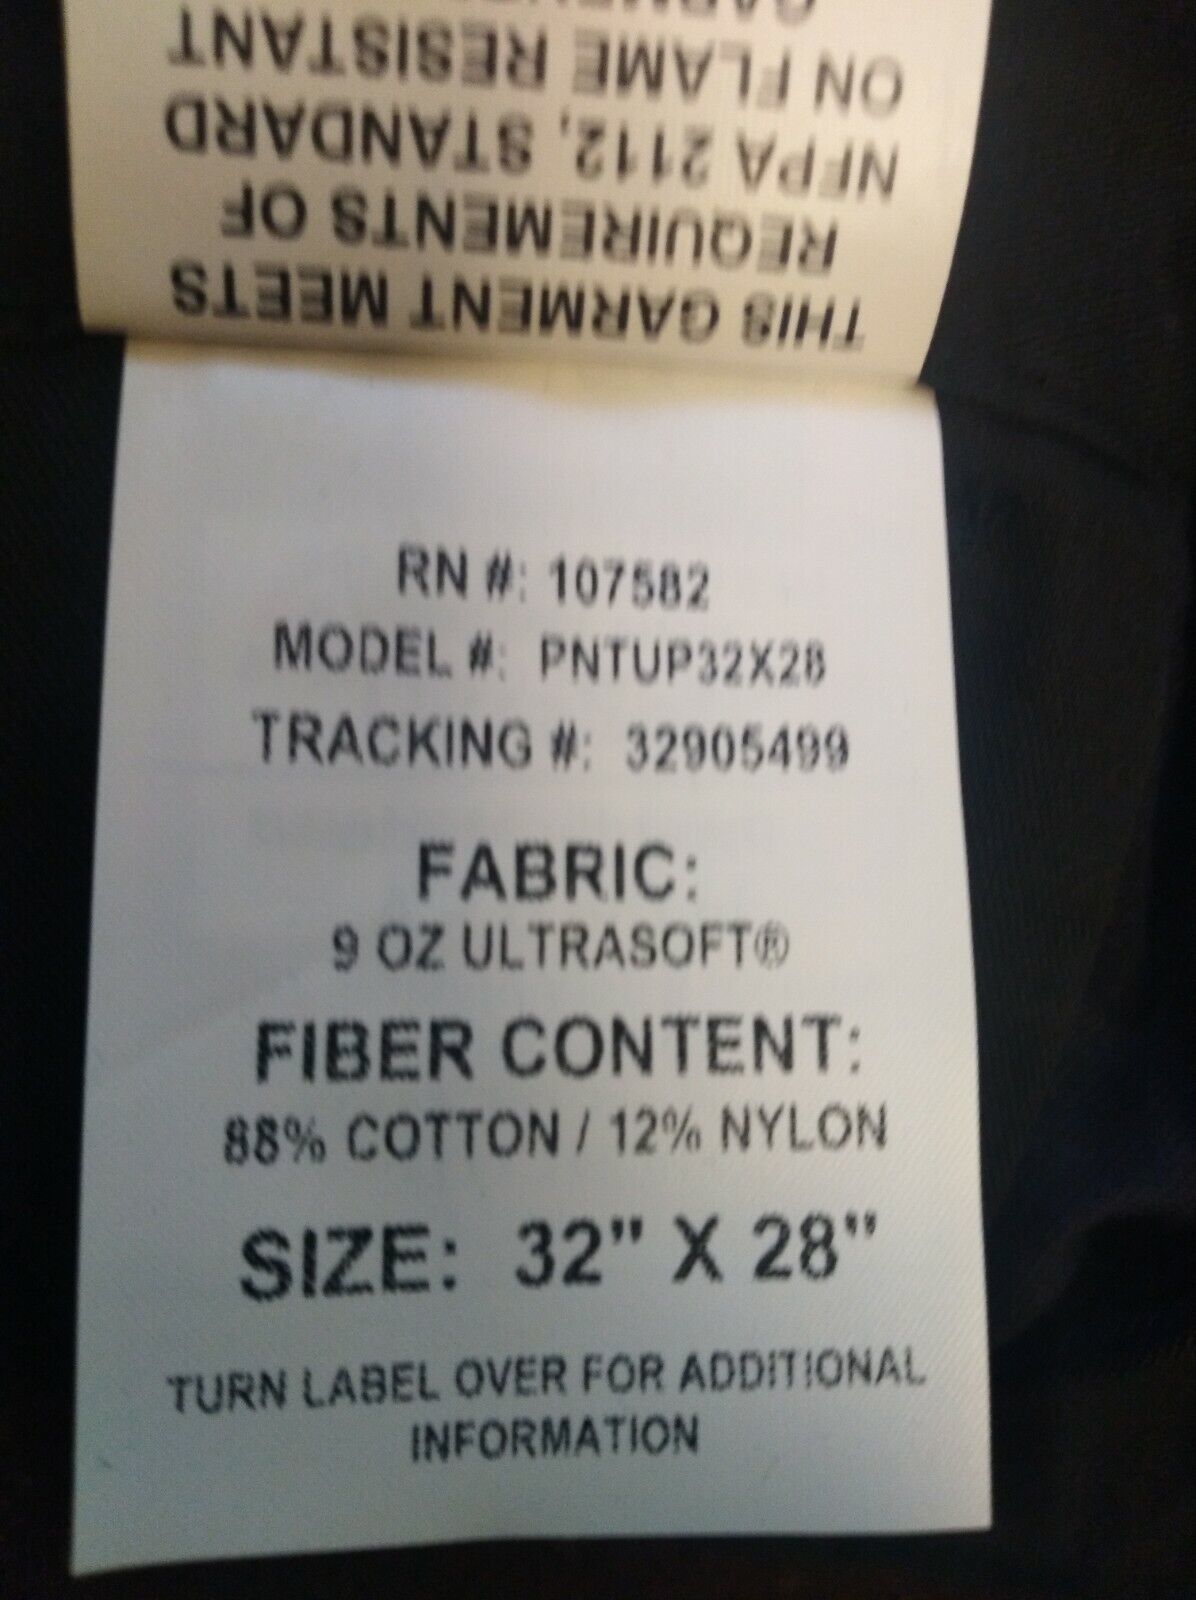 THIS GARMENT MEETS
REQUIREMENTS OF
NFPA 2112, STANDARD
ON FLAME RESISTANT
RN #: 107582
MODEL #: PNTUP32X28
TRACKING #: 32905499
FABRIC:
9 OZ ULTRASOFT®
FIBER CONTENT:
88% COTTON / 12% NYLON
SIZE: 32" X 28"
TURN LABEL OVER FOR ADDITIONAL
INFORMATION